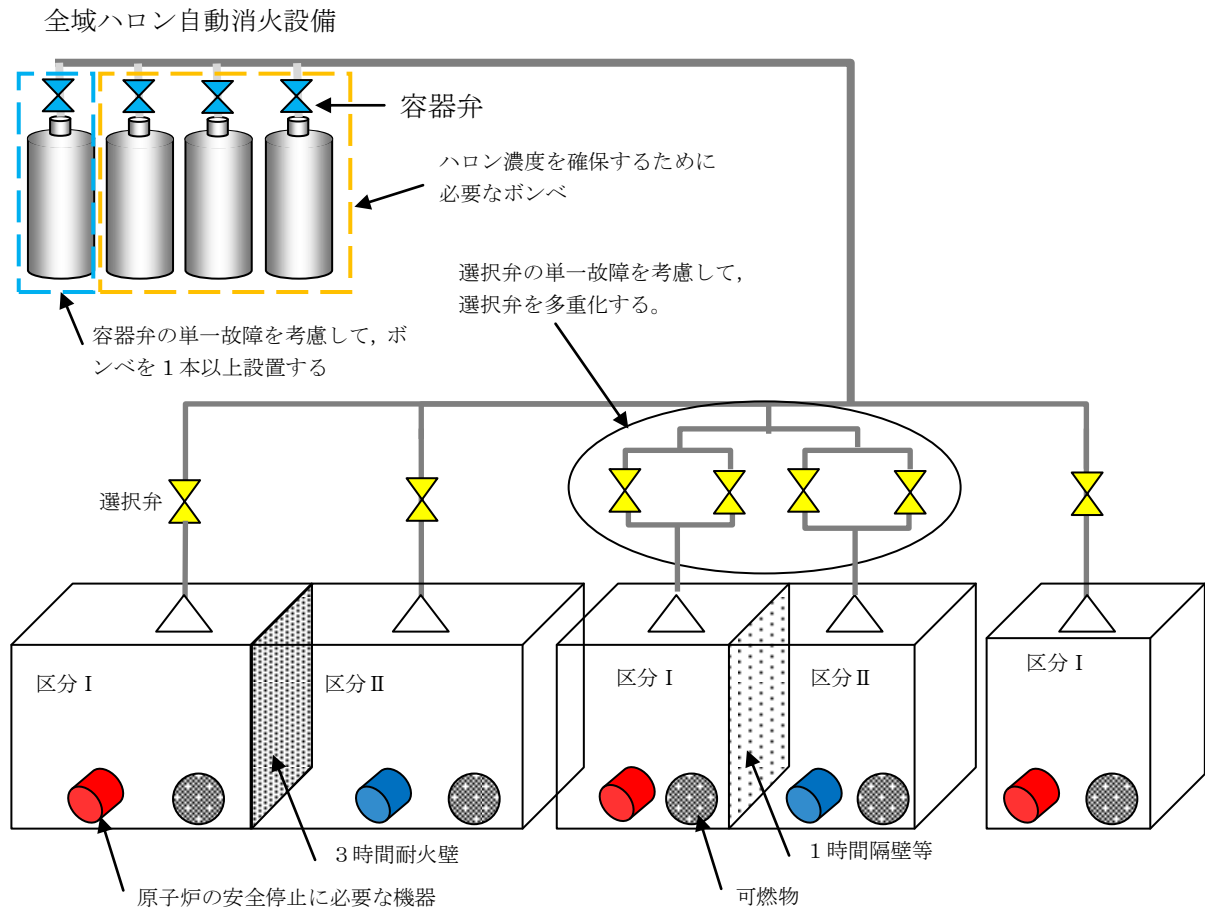 全域ハロン自動消火設備
容器弁
ハロン濃度を確保するために
必要なボンベ
選択弁の単一故障を考慮して，
選択弁を多重化する。
容器弁の単一故障を考慮して，ボ
ンベを１本以上設置する
選択弁
区分Ⅰ
区分Ⅱ
区分Ⅰ
区分Ⅱ
区分Ⅰ
３時間耐火壁
１時間隔壁等
原子炉の安全停止に必要な機器
可燃物